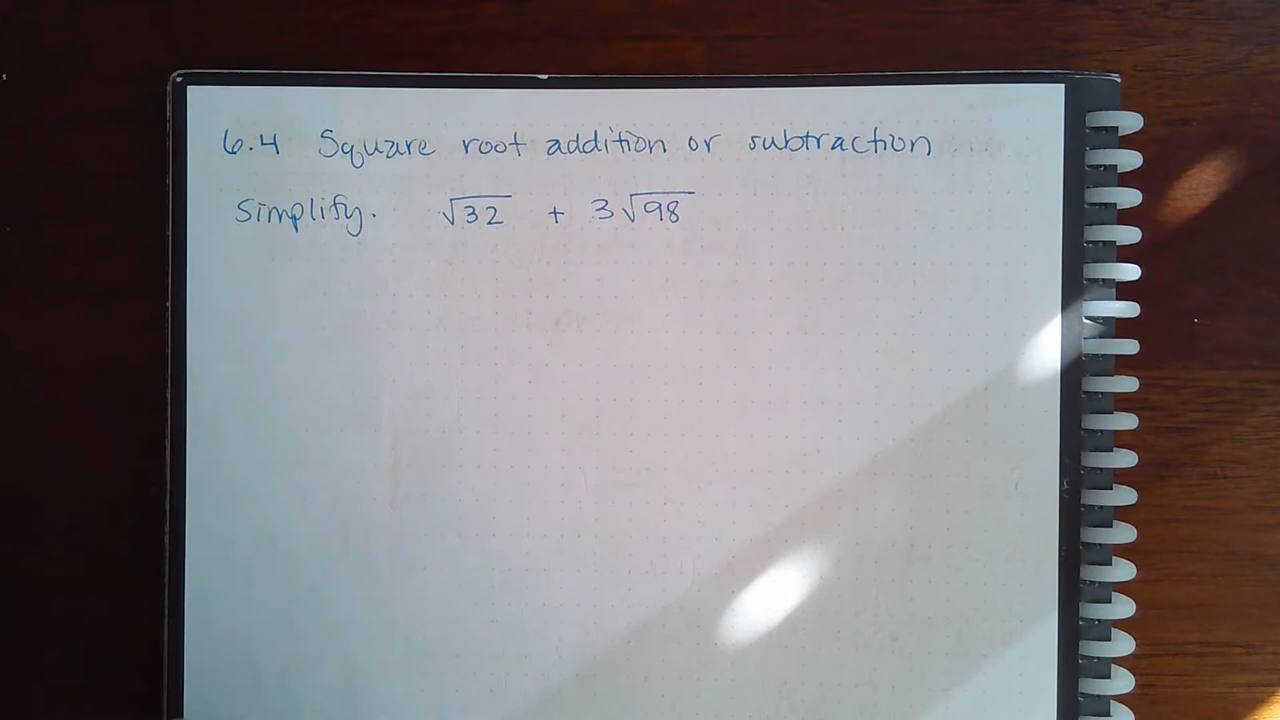 6.4 Square root addition or subtraction
Simplify. √32 + 3√98